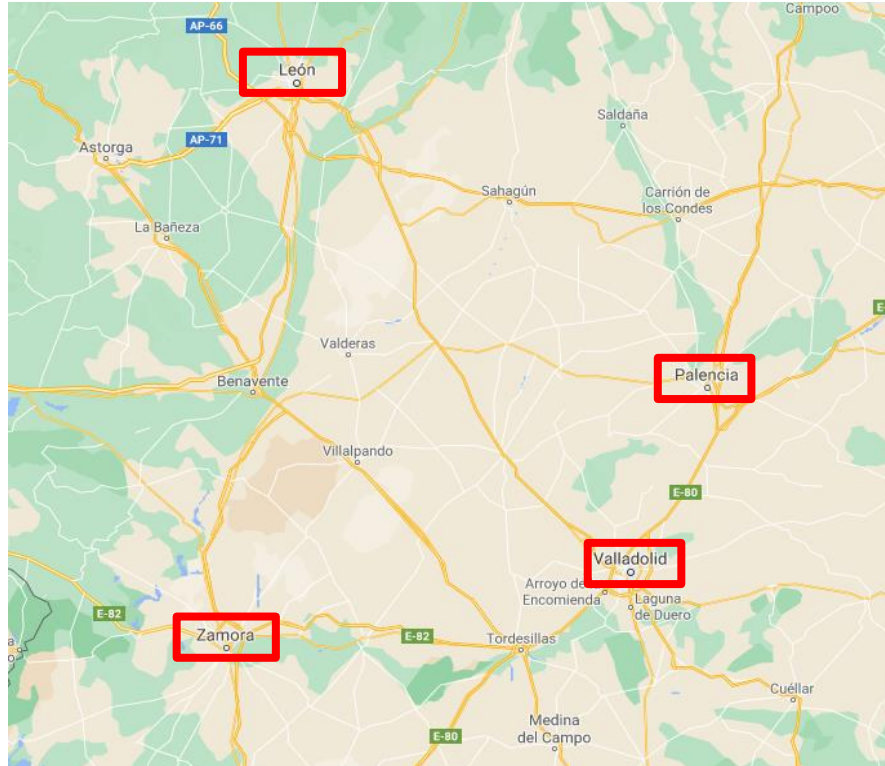 Campoo
AP-66
León
Saldaña
AP-71
Astorga
Sahagún
Carrión de
los Condes
La Bañeza
E-
Valderas
Palencia
Benavente
Villalpando
E-80
Valladolid
Arroyo de
Encomienda
Laguna
de Duero
E-82
Zamora
E-82
Tordesillas
a
Cuéllar
Medina
del Campo
E-80